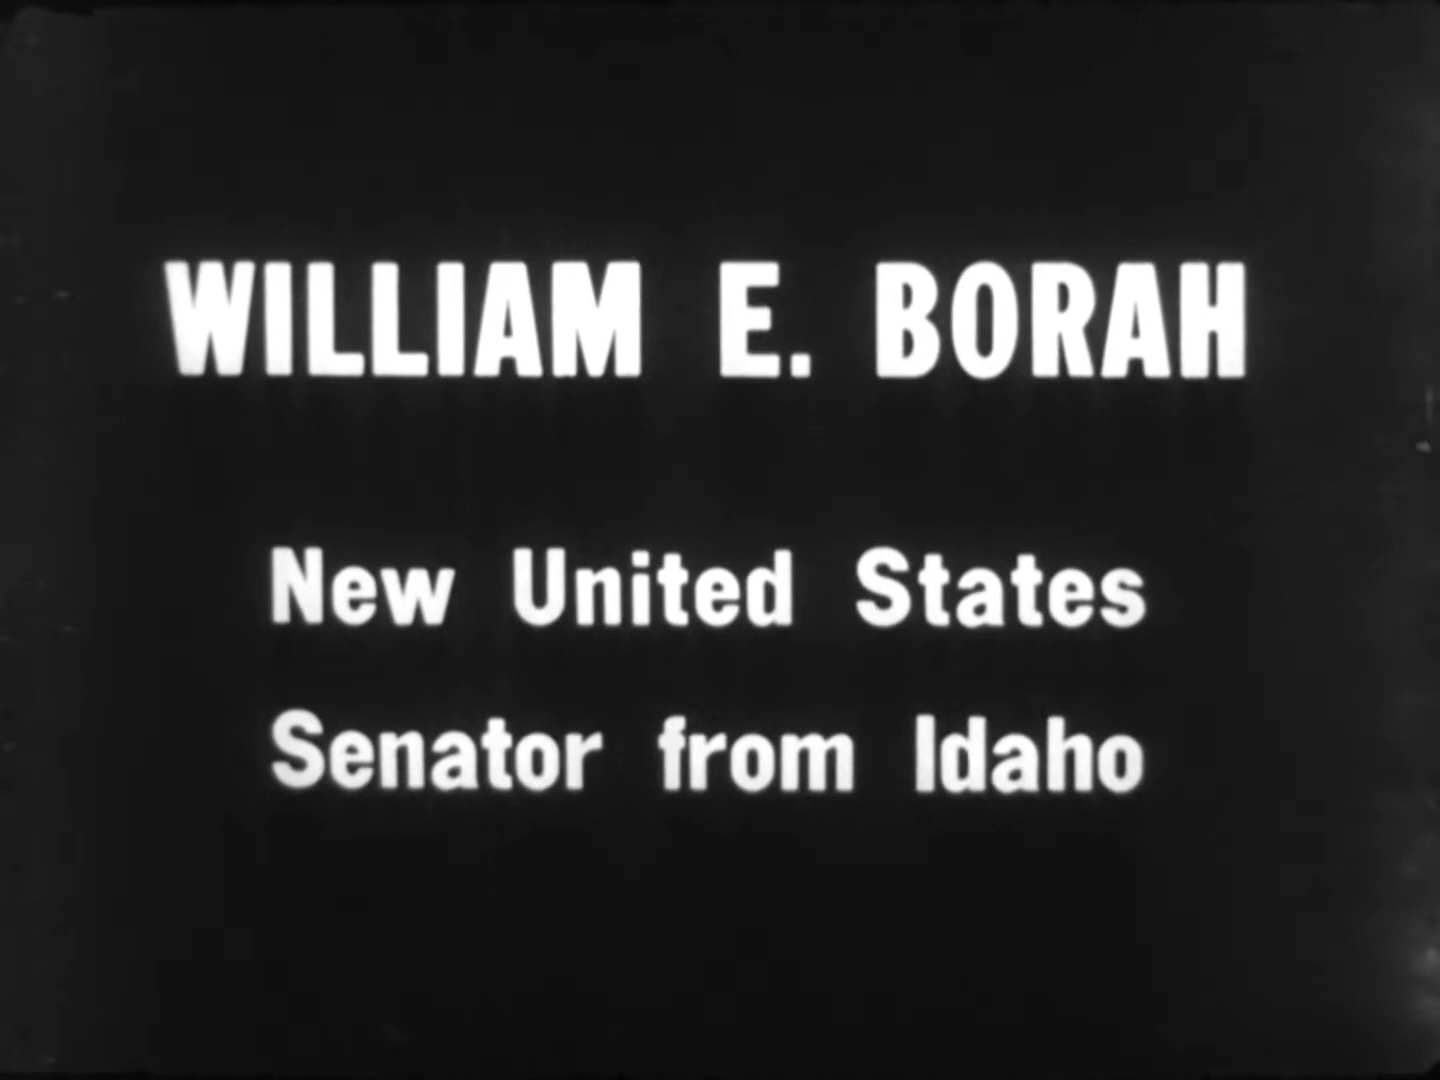 WILLIAM E. BORAH
New United States
Senator from Idaho